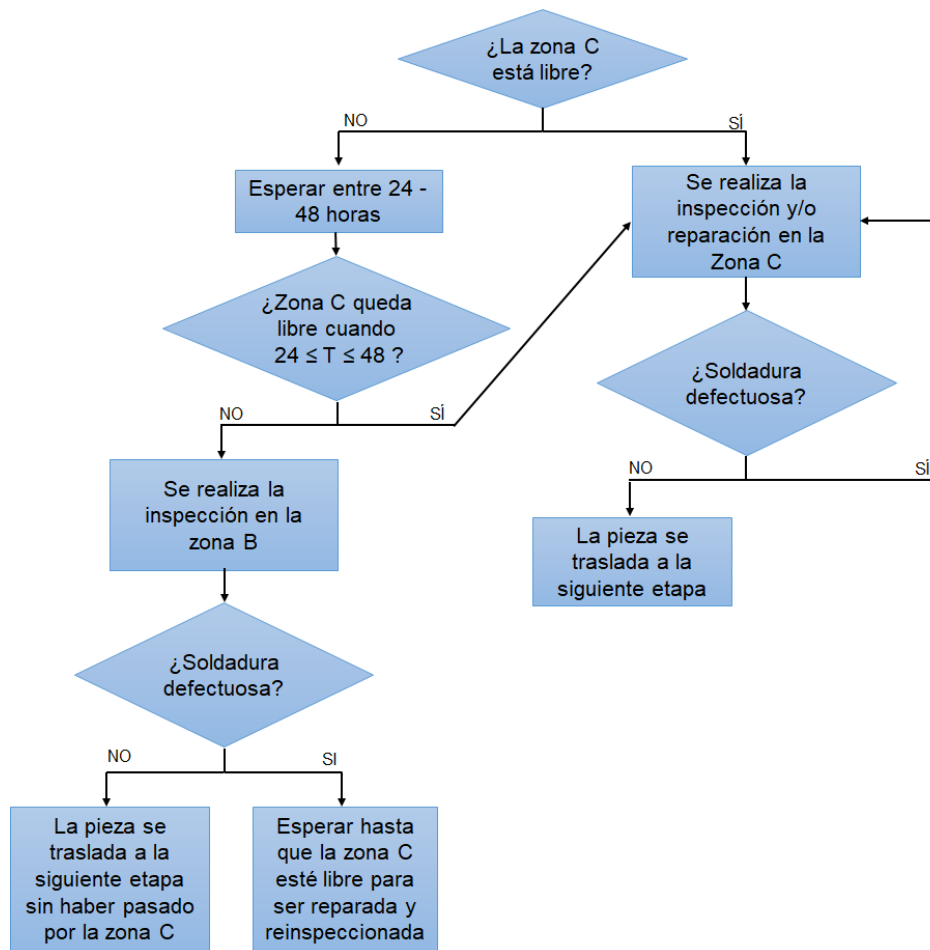 ¿La zona C
está libre?
NO
SÍ
Esperar entre 24 -
48 horas
Se realiza la
inspección y/o
reparación en la
Zona C
¿Zona C queda
libre cuando
24 ≤ T ≤ 48 ?
¿Soldadura
defectuosa?
NO
SÍ
NO
SÍ
Se realiza la
inspección en la
zona B
La pieza se
traslada a la
siguiente etapa
¿Soldadura
defectuosa?
NO
SI
La pieza se
traslada a la
siguiente etapa
sin haber pasado
por la zona C
Esperar hasta
que la zona C
esté libre para
ser reparada y
reinspeccionada